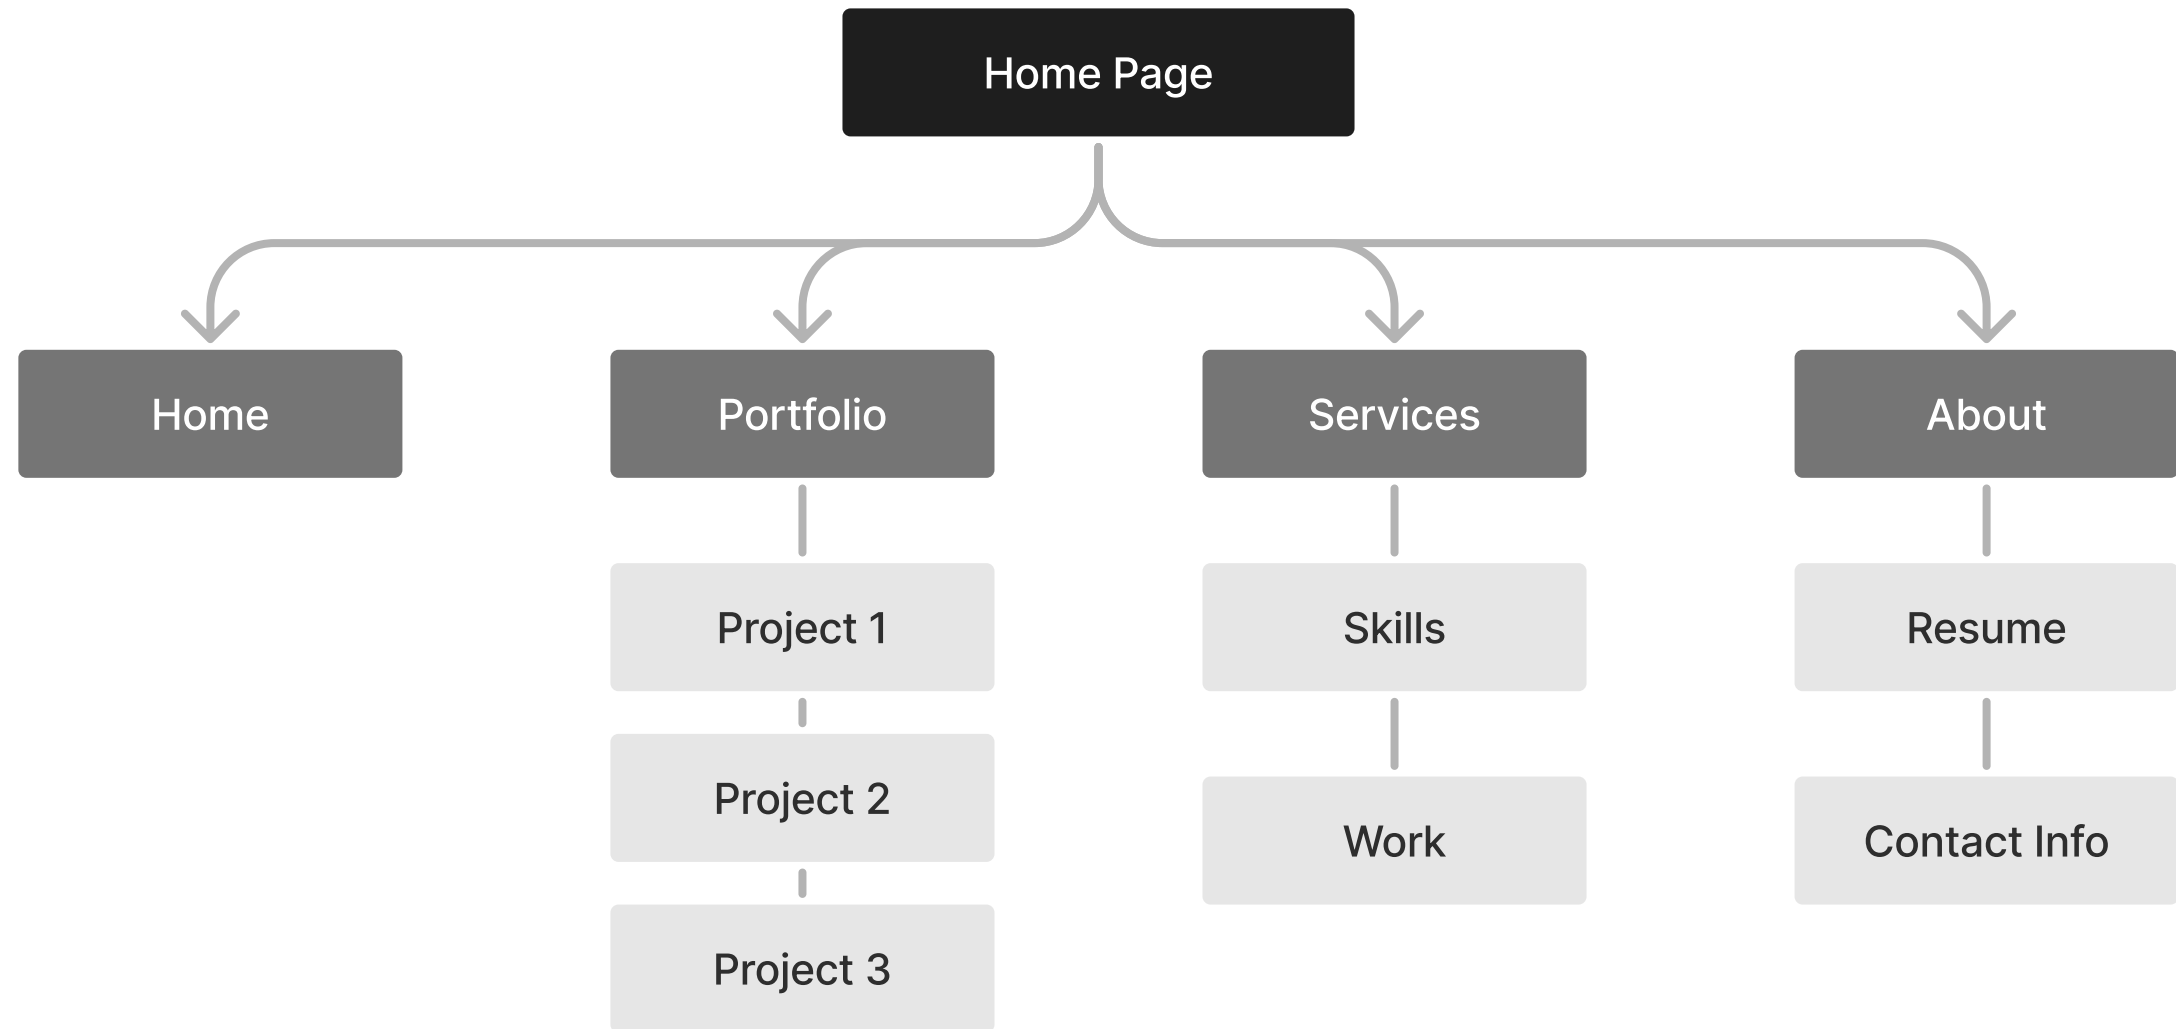 Home Page
Home
Portfolio
Services
About
Project 1
Skills
Resume
Project 2
Work
Contact Info
Project 3